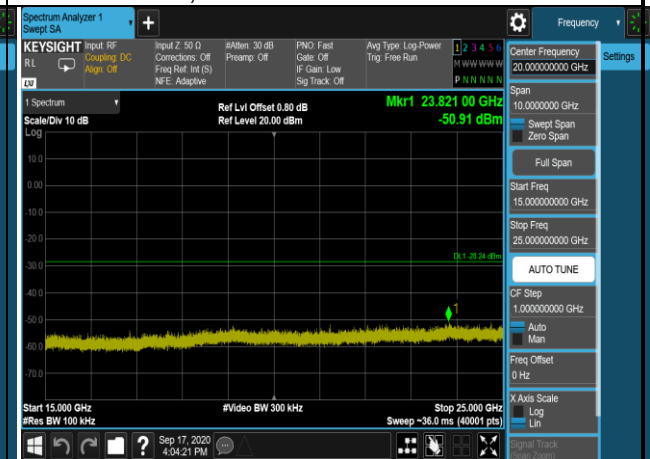 Spectrum Analyzer 1
Swept SA
+
Frequency
KEYSIGHT
RL
LXI
Input: RF
Coupling: DC
Align: Off
Input Z: 50 Ω
Corrections: Off
Freq Ref: Int (S)
NFE: Adaptive
#Atten: 30 dB
Preamp: Off
PNO: Fast
Gate: Off
IF Gain: Low
Sig Track: Off
Avg Type: Log-Power
Trig: Free Run
1 2 3 4 5 6
M W W W W W
P N N N N N
Center Frequency
20.000000000 GHz
Settings
Span
10.0000000 GHz
Swept Span
Zero Span
Full Span
Start Freq
15.000000000 GHz
Stop Freq
25.000000000 GHz
AUTO TUNE
CF Step
1.000000000 GHz
Auto
Man
Freq Offset
0 Hz
X Axis Scale
Log
Lin
Signal Track
(Span Zoom)
1 Spectrum
Scale/Div 10 dB
Log
Ref Lvl Offset 0.80 dB
Ref Level 20.00 dBm
Mkr1 23.821 00 GHz
-50.91 dBm
10.0
0.00
-10.0
-20.0
DL1 -28.24 dBm
-30.0
-40.0
1
-50.0
-60.0
-70.0
Start 15.000 GHz
#Res BW 100 kHz
#Video BW 300 kHz
Stop 25.000 GHz
Sweep ~36.0 ms (40001 pts)
?
Sep 17, 2020
4:04:21 PM